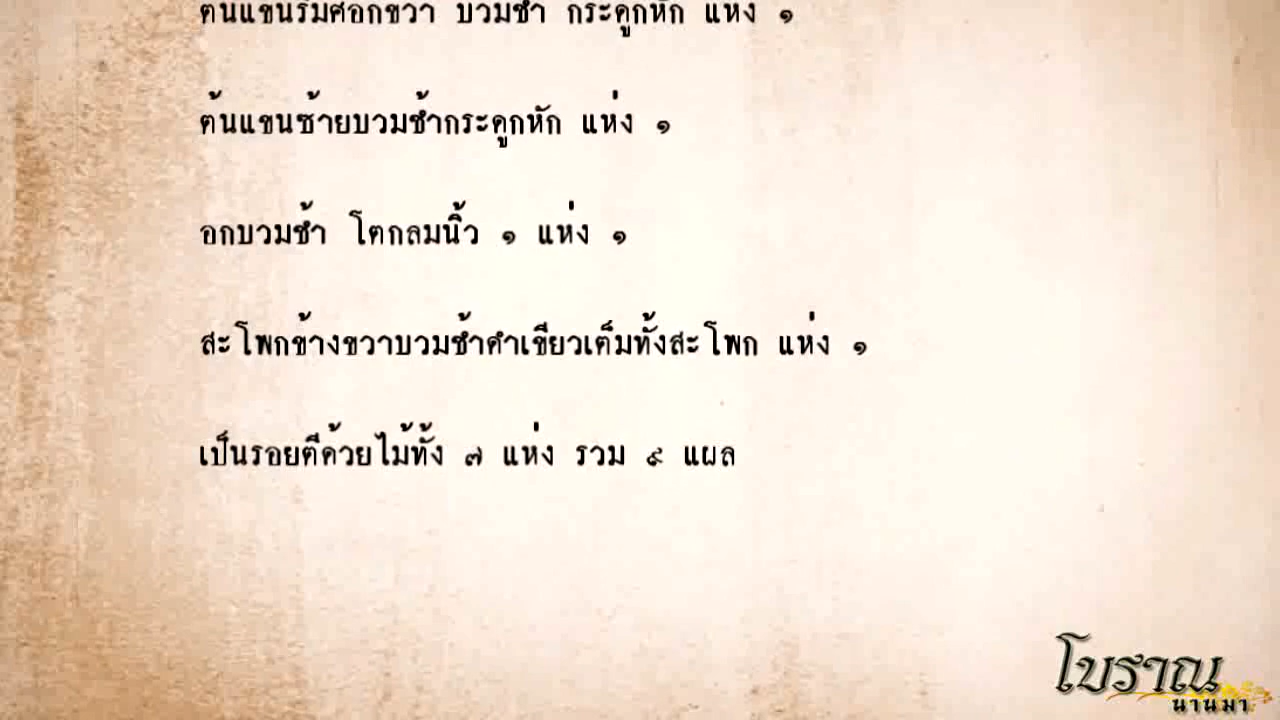 ต้นแขนริมศอกขวา บวมช้ำ กระดูกหัก แห่ง ๑
ต้นแขนซ้ายบวมช้ำกระดูกหัก แห่ง ๑
อกบวมช้ำ โตกลมนิ้ว ๑ แห่ง ๑
สะโพกข้างขวาบวมช้ำดำเขียวเต็มทั้งสะโพก แห่ง ๑
เป็นรอยตีด้วยไม้ทั้ง ๗ แห่ง รวม ๙ แผล
โบราณ
นานมา